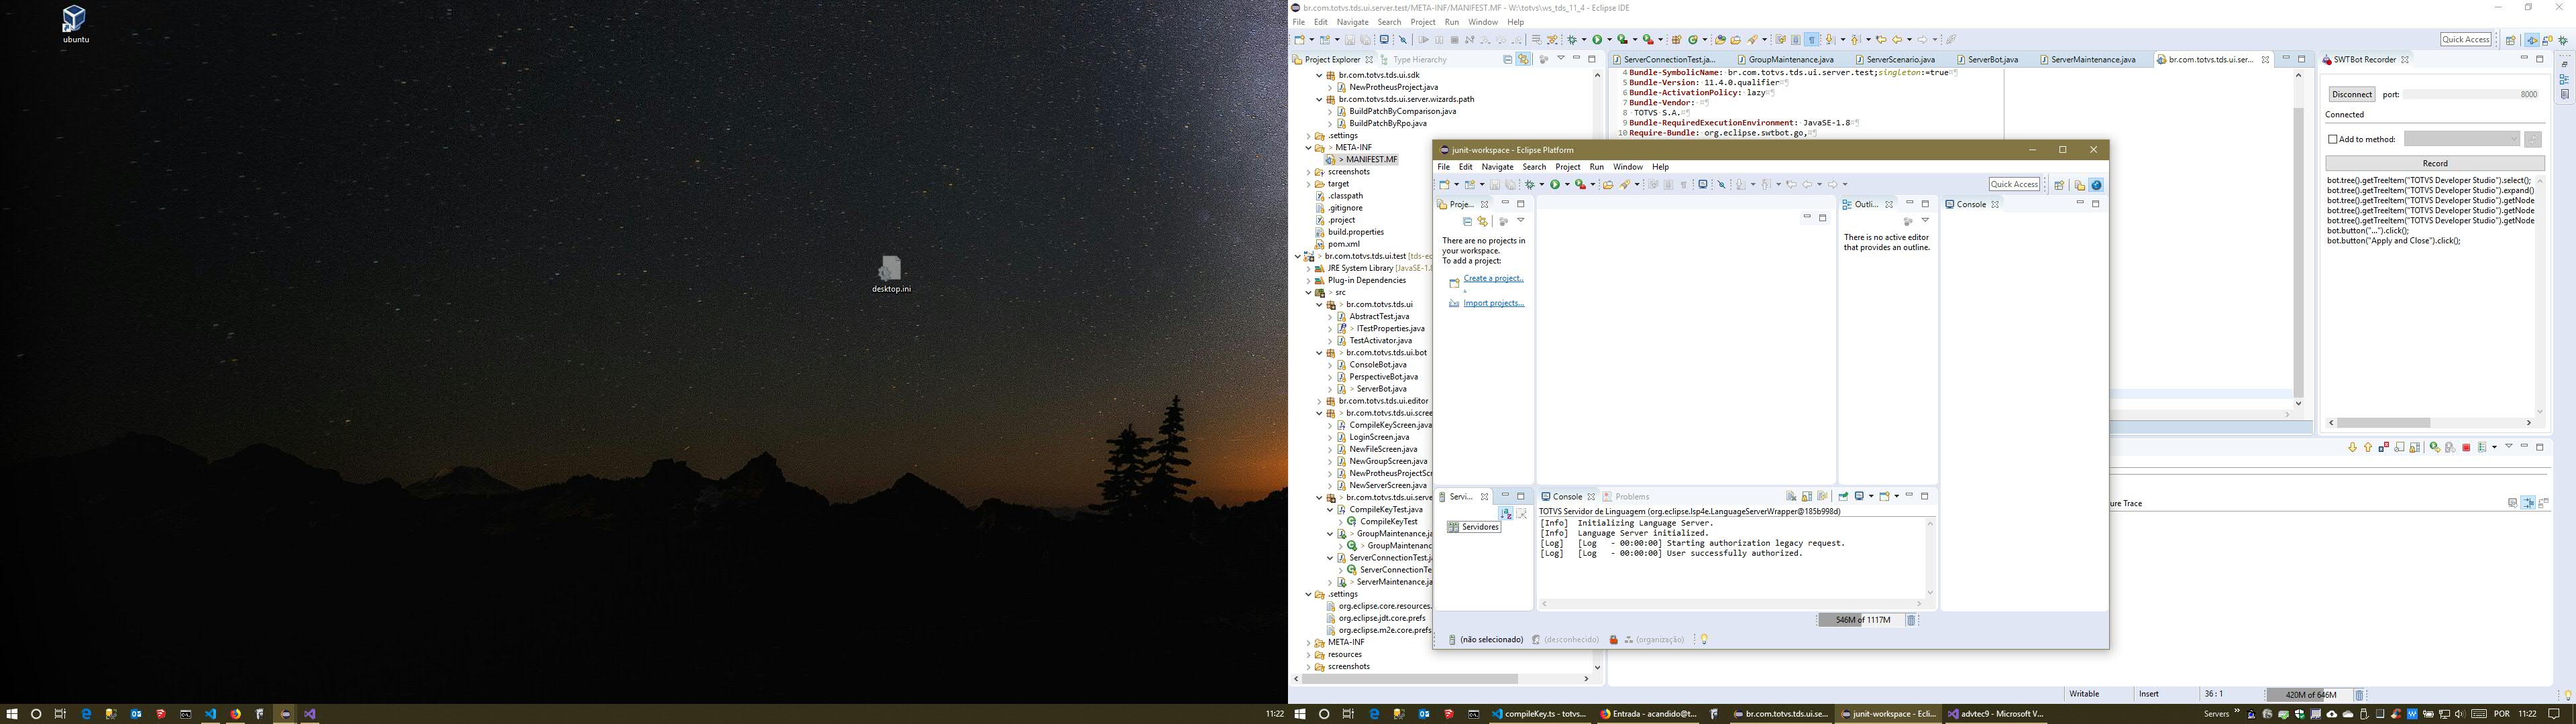 ubuntu
desktop.ini
br.com.totvs.tds.ui.server.test/META-INF/MANIFEST.MF - W:\totvs\ws_tds_11_4 - Eclipse IDE
File Edit Navigate Search Project Run Window Help
Quick Access
Project Explorer
Type Hierarchy
br.com.totvs.tds.ui.sdk
NewProtheusProject.java
br.com.totvs.tds.ui.server.wizards.path
BuildPatchByComparison.java
BuildPatchByRpo.java
.settings
> META-INF
> MANIFEST.MF
screenshots
target
.classpath
.gitignore
.project
build.properties
pom.xml
> br.com.totvs.tds.ui.test [tds-ec
JRE System Library [JavaSE-1.8
Plug-in Dependencies
> src
> br.com.totvs.tds.ui
AbstractTest.java
> ITestProperties.java
TestActivator.java
> br.com.totvs.tds.ui.bot
ConsoleBot.java
PerspectiveBot.java
> ServerBot.java
br.com.totvs.tds.ui.editor
> br.com.totvs.tds.ui.scree
CompileKeyScreen.java
LoginScreen.java
NewFileScreen.java
NewGroupScreen.java
NewProtheusProjectScr
NewServerScreen.java
> br.com.totvs.tds.ui.serve
CompileKeyTest.java
CompileKeyTest
> GroupMaintenance.ja
> GroupMaintenanc
ServerConnectionTest.ja
ServerConnectionTe
> ServerMaintenance.ja
.settings
org.eclipse.core.resources.
org.eclipse.jdt.core.prefs
org.eclipse.m2e.core.prefs
META-INF
resources
screenshots
ServerConnectionTest.ja...
GroupMaintenance.java
ServerScenario.java
ServerBot.java
ServerMaintenance.java
br.com.totvs.tds.ui.ser...
4 Bundle-SymbolicName: br.com.totvs.tds.ui.server.test;singleton:=true
5 Bundle-Version: 11.4.0.qualifier
6 Bundle-ActivationPolicy: lazy
7 Bundle-Vendor:
8 TOTVS S.A.
9 Bundle-RequiredExecutionEnvironment: JavaSE-1.8
10 Require-Bundle: org.eclipse.swtbot.go,
SWTBot Recorder
Disconnect port: 8000
Connected
Add to method:
Record
bot.tree().getTreeItem("TOTVS Developer Studio").select();
bot.tree().getTreeItem("TOTVS Developer Studio").expand()
bot.tree().getTreeItem("TOTVS Developer Studio").getNode
bot.tree().getTreeItem("TOTVS Developer Studio").getNode
bot.tree().getTreeItem("TOTVS Developer Studio").getNode
bot.button("...").click();
bot.button("Apply and Close").click();
junit-workspace - Eclipse Platform
File Edit Navigate Search Project Run Window Help
Quick Access
Proje...
There are no projects in
your workspace.
To add a project:
Create a project..
.
Import projects...
Outli...
There is no active editor
that provides an outline.
Console
Servi...
Servidores
Console
Problems
TOTVS Servidor de Linguagem (org.eclipse.lsp4e.LanguageServerWrapper@185b998d)
[Info] Initializing Language Server.
[Info] Language Server initialized.
[Log] [Log - 00:00:00] Starting authorization legacy request.
[Log] [Log - 00:00:00] User successfully authorized.
546M of 1117M
(não selecionado) (desconhecido) (organização)
ure Trace
Writable
Insert
36 : 1
420M of 646M
11:22
compileKey.ts - totvs...
Entrada - acandido@t...
br.com.totvs.tds.ui.se...
junit-workspace - Ecli...
advtec9 - Microsoft V...
Servers
POR
11:22